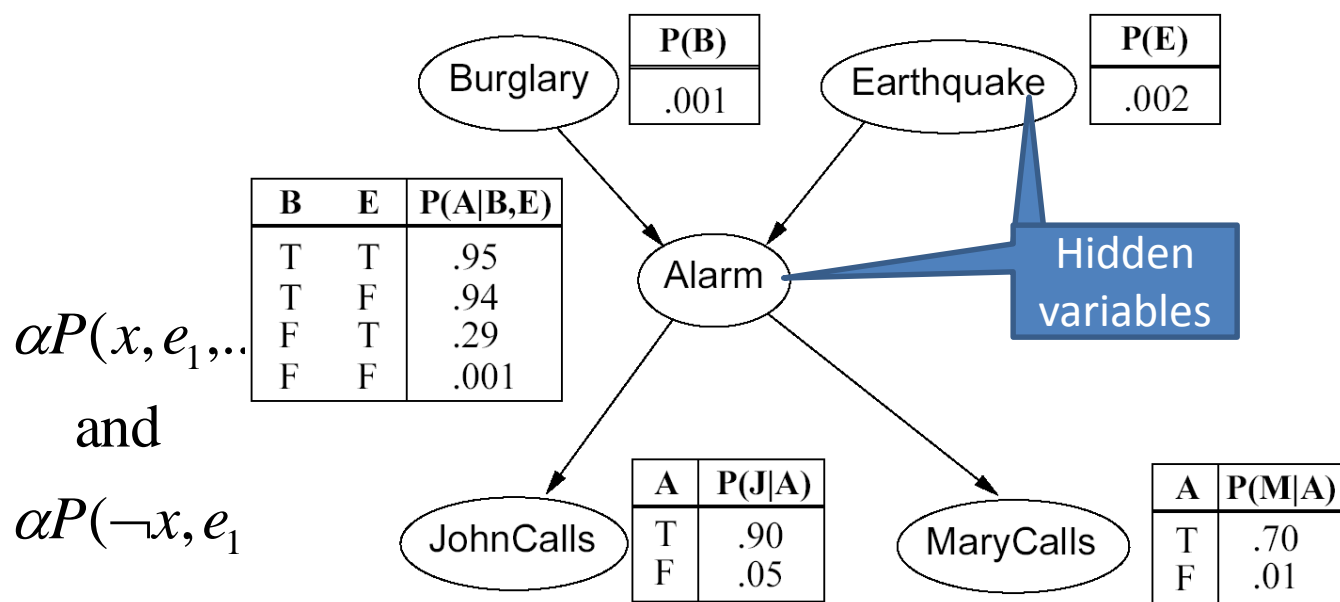 Burglary
P(B)
.001
Earthquake
P(E)
.002
B E P(A|B,E)
T T .95
T F .94
F T .29
F F .001
Alarm
Hidden
variables
αP(x, e₁,..
and
αP(¬x, e₁
JohnCalls
A P(J|A)
T .90
F .05
MaryCalls
A P(M|A)
T .70
F .01